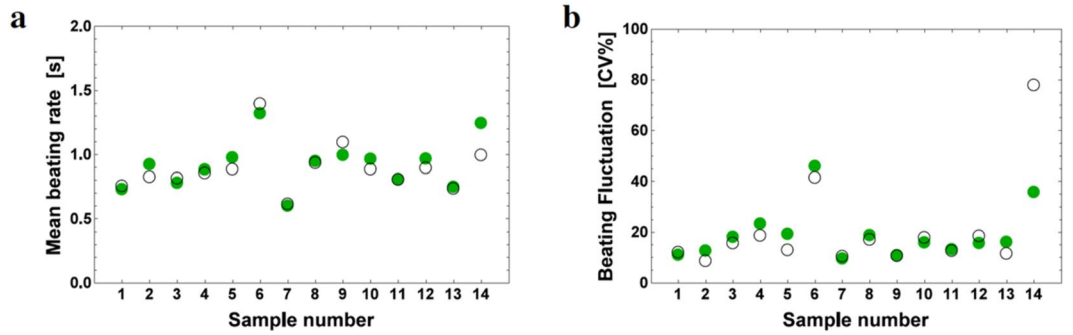 a
Mean beating rate [s]
2.0
1.5
1.0
0.5
0.0
1 2 3 4 5 6 7 8 9 10 11 12 13 14
Sample number
b
Beating Fluctuation [CV%]
100
80
60
40
20
0
1 2 3 4 5 6 7 8 9 10 11 12 13 14
Sample number